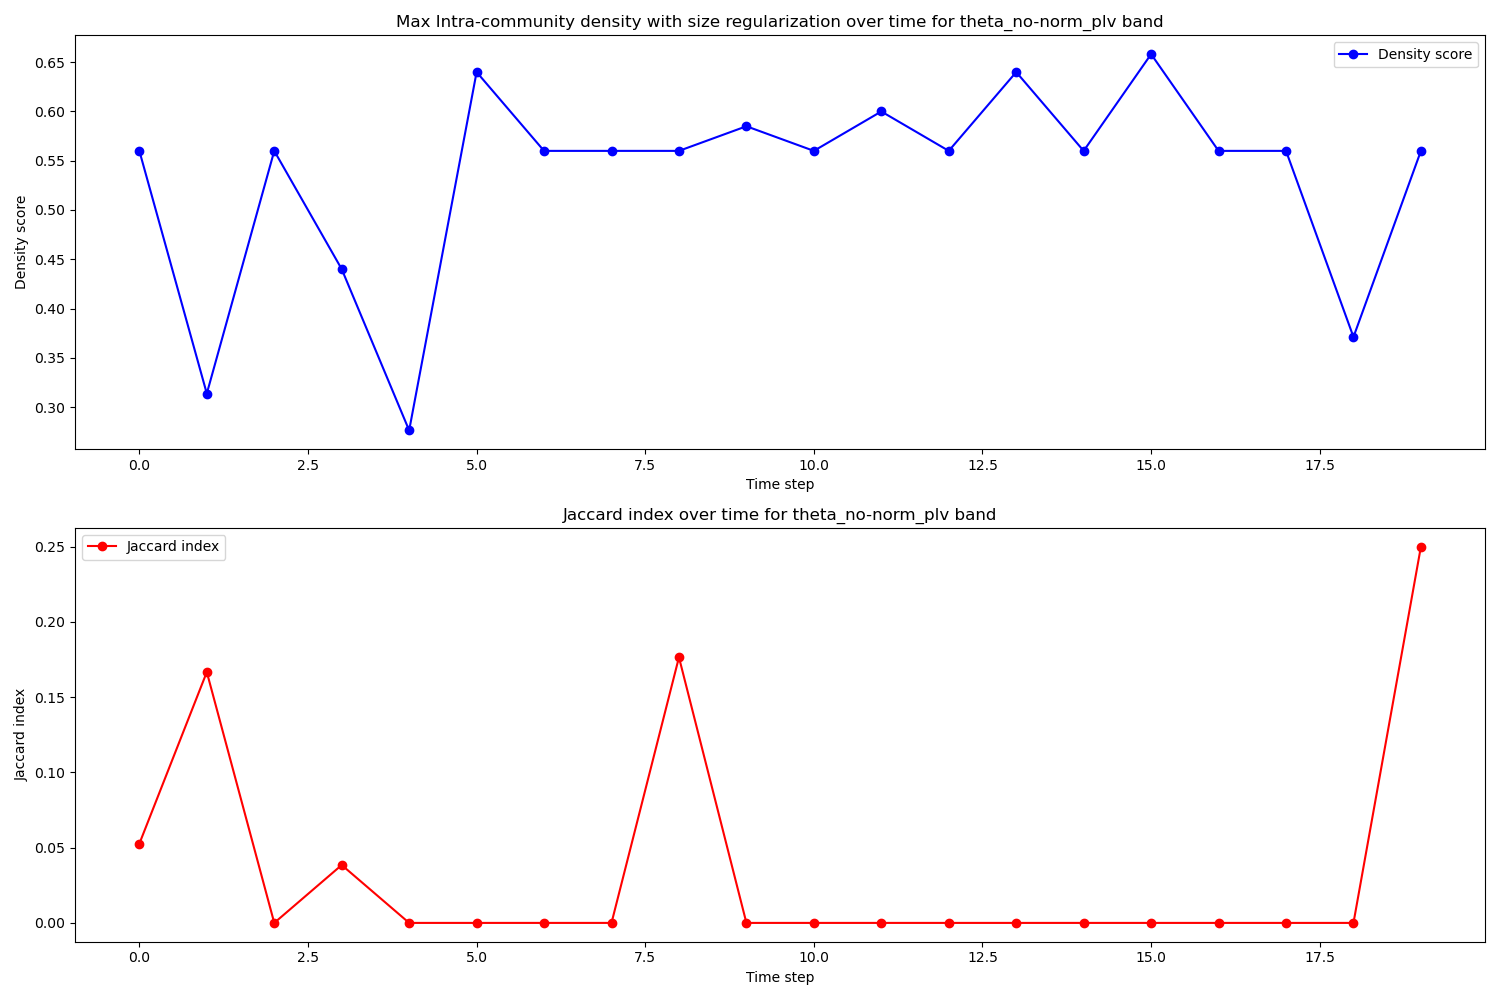 Max Intra-community density with size regularization over time for theta_no-norm_plv band
Density score
0.65
0.60
0.55
0.50
0.45
0.40
0.35
0.30
Density score
0.0 2.5 5.0 7.5 10.0 12.5 15.0 17.5
Time step
Jaccard index over time for theta_no-norm_plv band
Jaccard index
0.25
0.20
0.15
0.10
0.05
0.00
Jaccard index
0.0 2.5 5.0 7.5 10.0 12.5 15.0 17.5
Time step